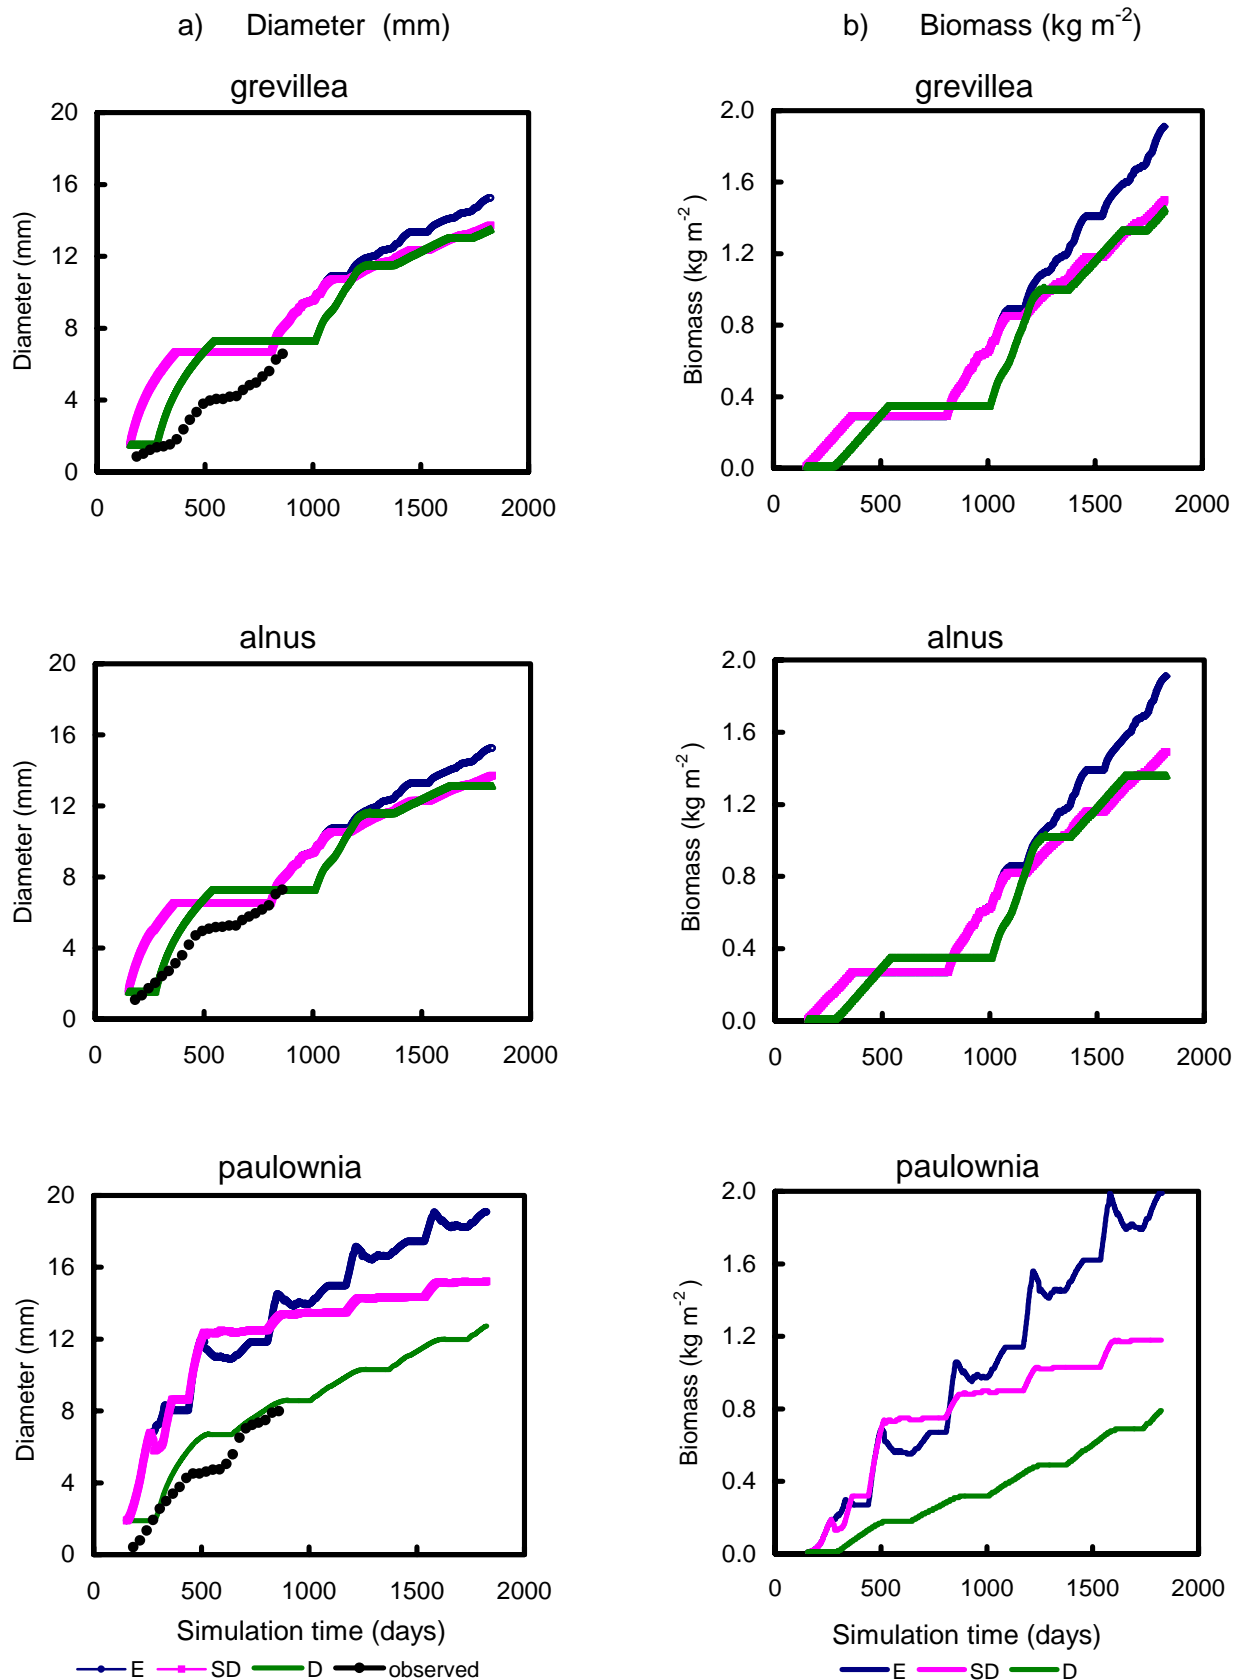 a) Diameter (mm)
b) Biomass (kg m-2)
grevillea
20
16
12
8
4
0
Diameter (mm)
0 500 1000 1500 2000
grevillea
2.0
1.6
1.2
0.8
0.4
0.0
Biomass (kg m-2)
0 500 1000 1500 2000
alnus
20
16
12
8
4
0
Diameter (mm)
0 500 1000 1500 2000
alnus
2.0
1.6
1.2
0.8
0.4
0.0
Biomass (kg m-2)
0 500 1000 1500 2000
paulownia
20
16
12
8
4
0
Diameter (mm)
0 500 1000 1500 2000
Simulation time (days)
E SD D observed
paulownia
2.0
1.6
1.2
0.8
0.4
0.0
Biomass (kg m-2)
0 500 1000 1500 2000
Simulation time (days)
E SD D